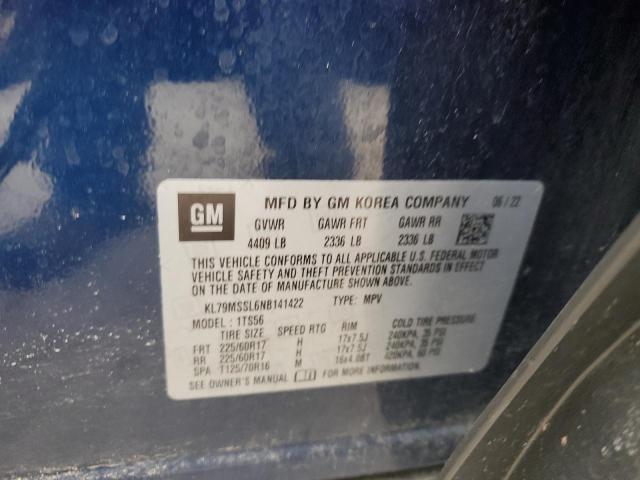 GM
MFD BY GM KOREA COMPANY 06 / 22
GVWR GAWR FRT GAWR RR
4409 LB 2336 LB 2336 LB
THIS VEHICLE CONFORMS TO ALL APPLICABLE U.S. FEDERAL MOTOR
VEHICLE SAFETY AND THEFT PREVENTION STANDARDS IN EFFECT
ON THE DATE OF MANUFACTURE SHOWN ABOVE.
KL79MSSL6NB141422 TYPE: MPV
MODEL : 1TS56
TIRE SIZE SPEED RTG RIM COLD TIRE PRESSURE
FRT 225/60R17 H 17x7.5J 240KPA, 35 PSI
RR 225/60R17 H 17x7.5J 240KPA, 35 PSI
SPA T125/70R16 M 16x4.0BT 420KPA, 60 PSI
SEE OWNER'S MANUAL FOR MORE INFORMATION.